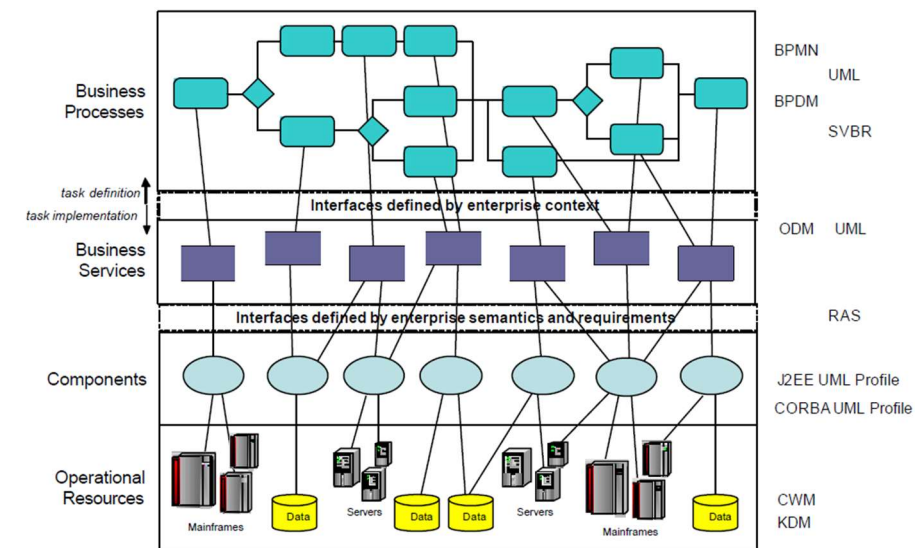 Business
Processes
BPMN
UML
BPDM
SVBR
task definition
task implementation
Interfaces defined by enterprise context
Business
Services
ODM UML
Interfaces defined by enterprise semantics and requirements
RAS
Components
J2EE UML Profile
CORBA UML Profile
Operational
Resources
Mainframes
Data
Servers
Data
Data
Servers
Mainframes
Data
CWM
KDM